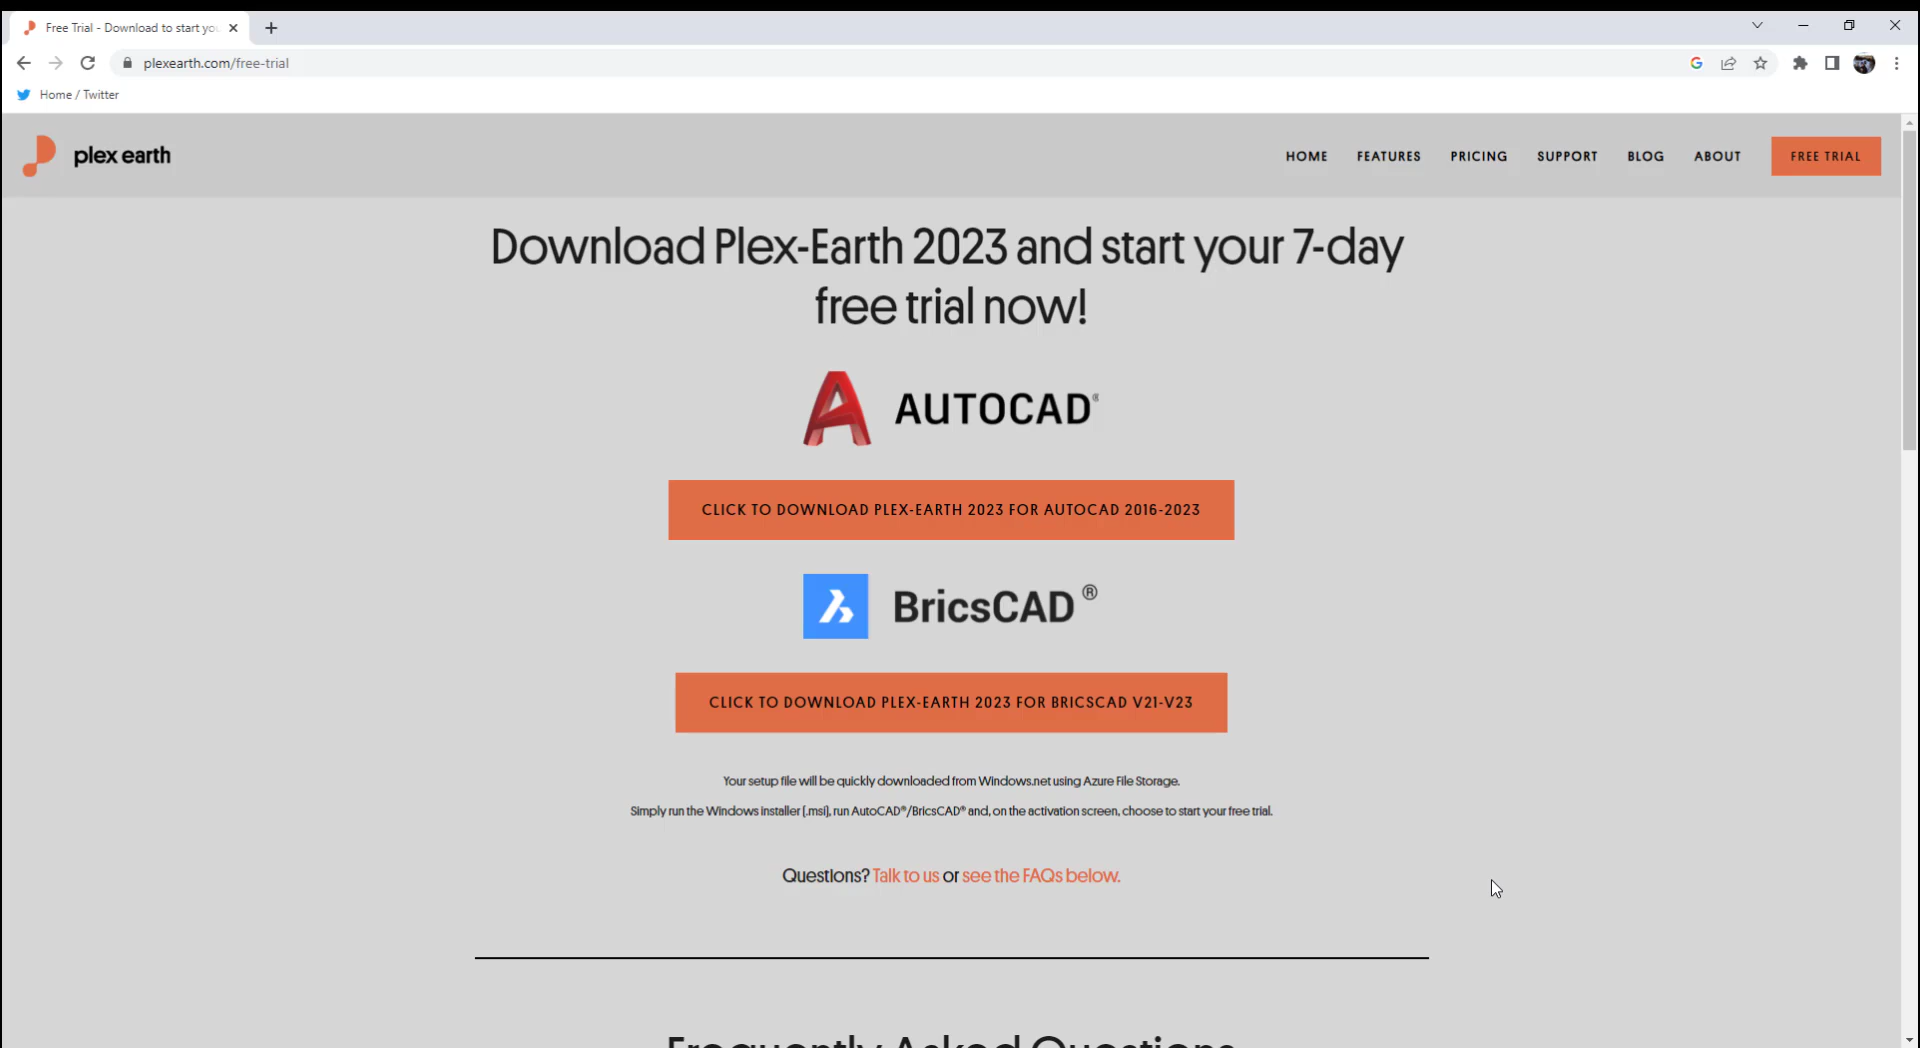 Free Trial - Download to start yo
plexearth.com/free-trial
Home / Twitter
plex earth
HOME FEATURES PRICING SUPPORT BLOG ABOUT FREE TRIAL
Download Plex-Earth 2023 and start your 7-day
free trial now!
AUTOCAD®
CLICK TO DOWNLOAD PLEX-EARTH 2023 FOR AUTOCAD 2016-2023
BricsCAD ®
CLICK TO DOWNLOAD PLEX-EARTH 2023 FOR BRICSCAD V21-V23
Your setup file will be quickly downloaded from Windows.net using Azure File Storage.
Simply run the Windows installer (.msi), run AutoCAD®/BricsCAD® and, on the activation screen, choose to start your free trial.
Questions? Talk to us or see the FAQs below.
Frequently Asked Questions